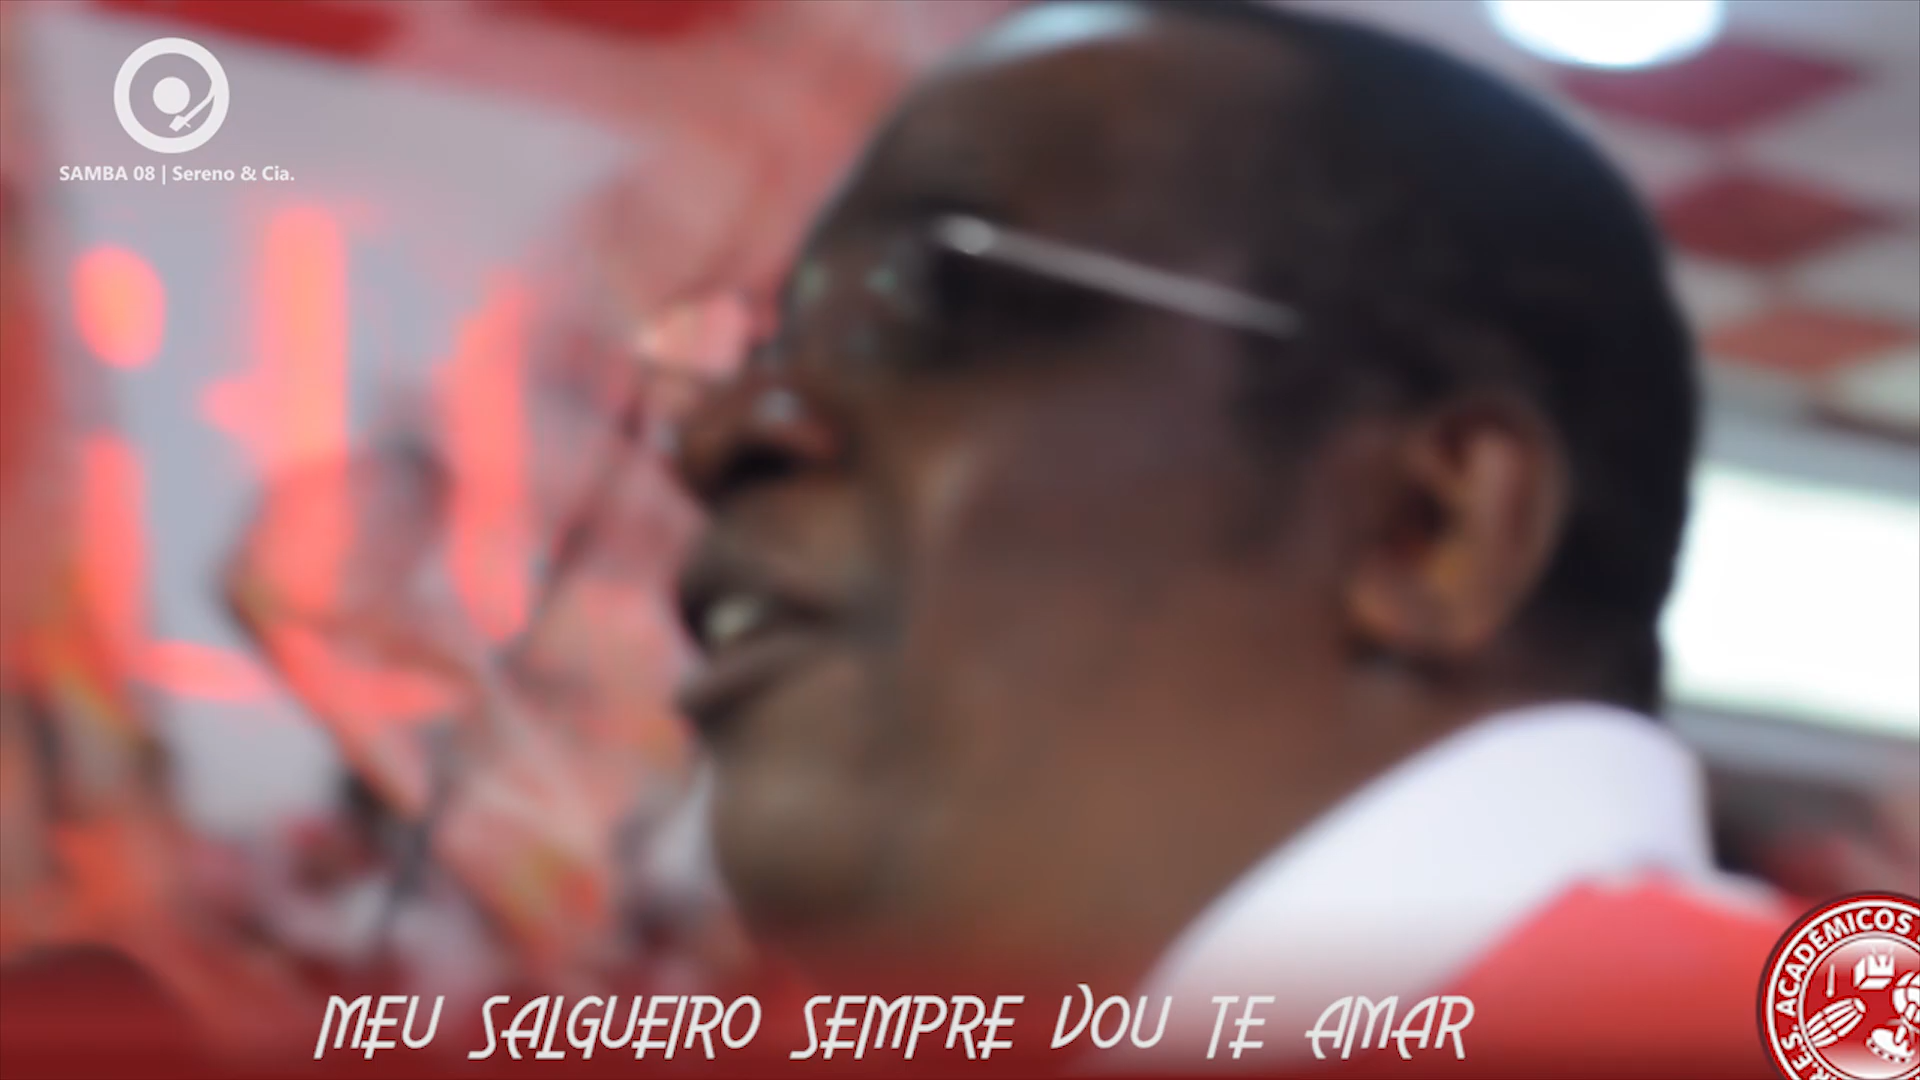 SAMBA 08 | Sereno & Cia.
MEU SALGUEIRO SEMPRE VOU TE AMAR
R.E.S. ACADÊMICOS